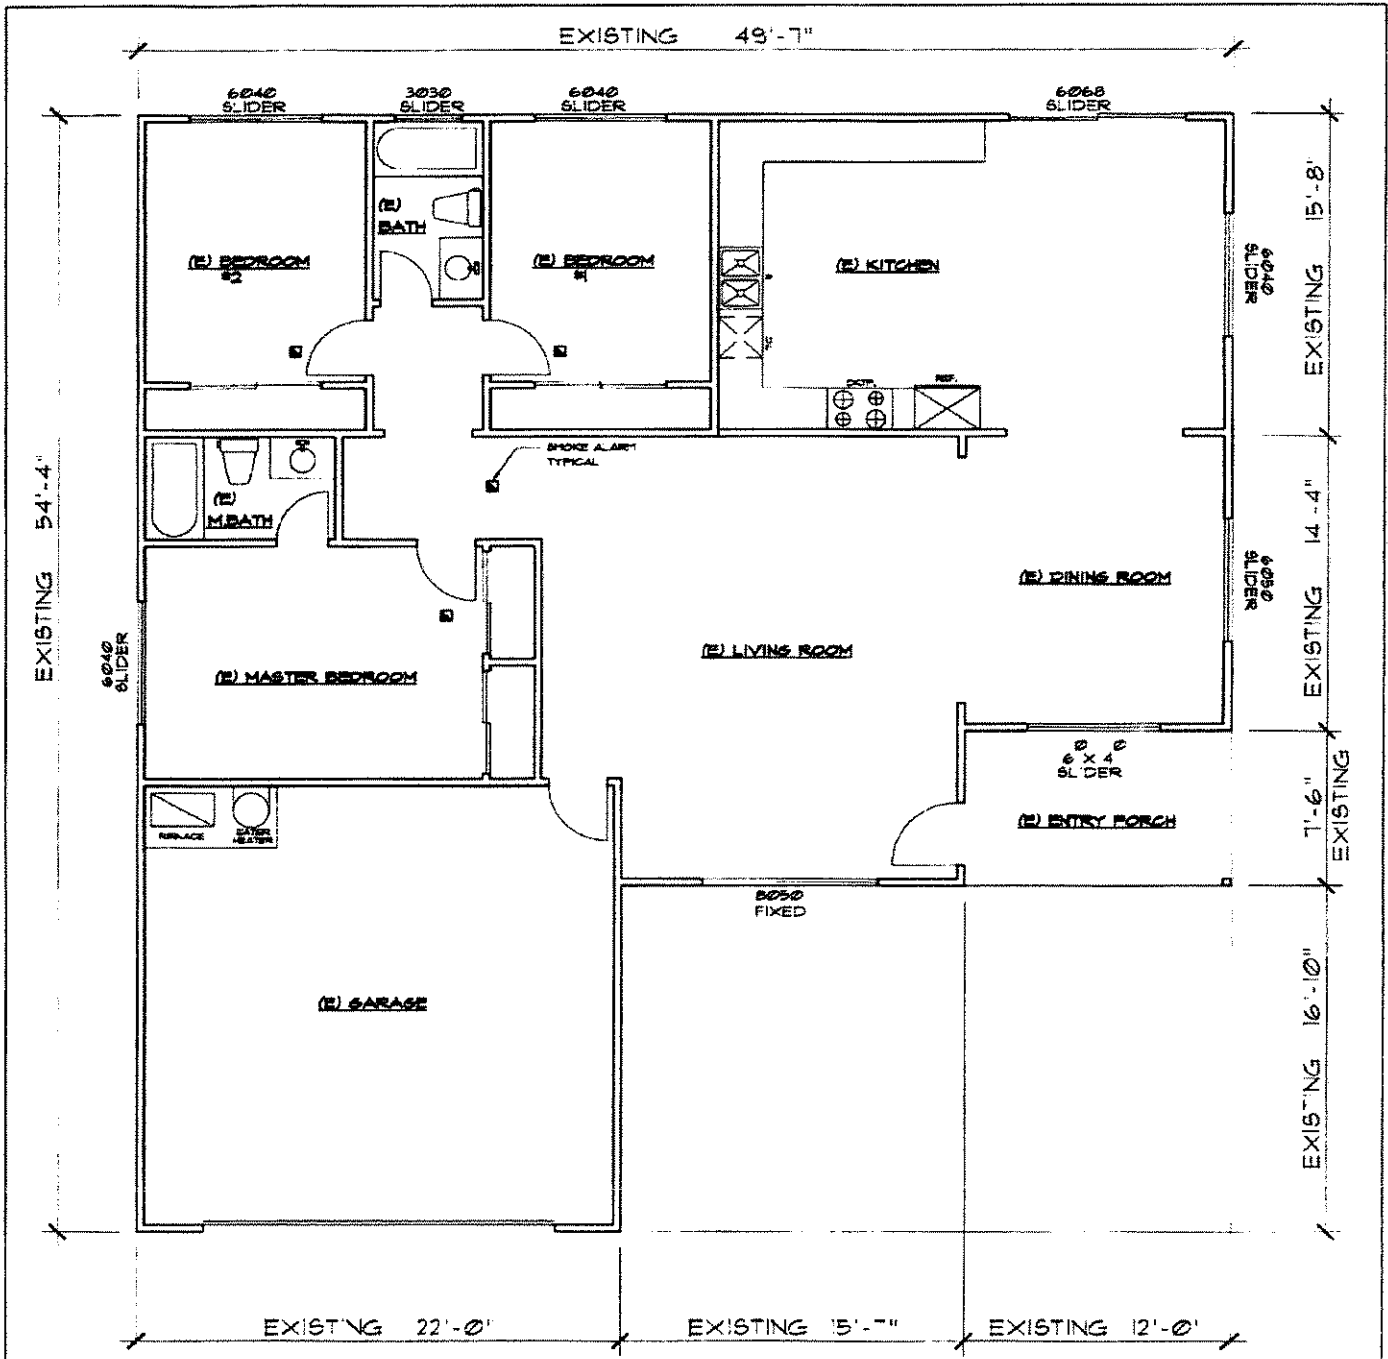 EXISTING 49'-7"
6040
SLIDER
3030
SLIDER
6040
SLIDER
6068
SLIDER
(E)
BATH
(E) BEDROOM
#2
(E) BEDROOM
(E) KITCHEN
6040
SLIDER
EXISTING 15'-8"
REF.
SMOKE ALARM
TYPICAL
(E)
M.BATH
EXISTING 54'-4"
6040
SLIDER
(E) MASTER BEDROOM
(E) LIVING ROOM
(E) DINING ROOM
6050
SLIDER
EXISTING 14'-4"
6⁰ X 4⁰
SLIDER
(E) ENTRY PORCH
7'-6"
EXISTING
FURNACE
WATER
HEATER
8050
FIXED
(E) GARAGE
EXISTING 16'-10"
EXISTING 22'-0"
EXISTING 15'-7"
EXISTING 12'-0"